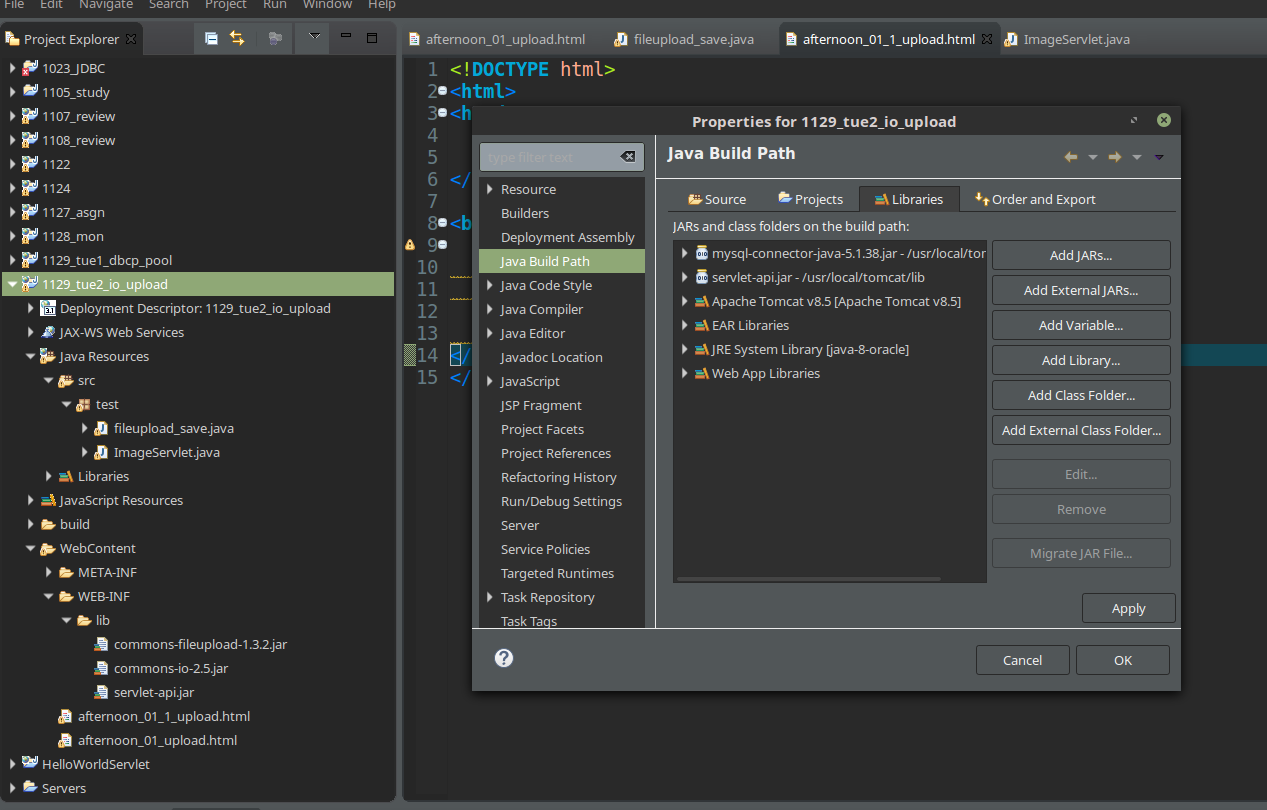 File Edit Navigate Search Project Run Window Help
Project Explorer
afternoon_01_upload.html
fileupload_save.java
afternoon_01_1_upload.html
ImageServlet.java
1023_JDBC
1105_study
1107_review
1108_review
1122
1124
1127_asgn
1128_mon
1129_tue1_dbcp_pool
1129_tue2_io_upload
Deployment Descriptor: 1129_tue2_io_upload
JAX-WS Web Services
Java Resources
src
test
fileupload_save.java
ImageServlet.java
Libraries
JavaScript Resources
build
WebContent
META-INF
WEB-INF
lib
commons-fileupload-1.3.2.jar
commons-io-2.5.jar
servlet-api.jar
afternoon_01_1_upload.html
afternoon_01_upload.html
HelloWorldServlet
Servers
1 <!DOCTYPE html>
2 <html>
3 <h
4
5
6 </
7
8 <b
9
10
11
12
13
14 </
15 </
Properties for 1129_tue2_io_upload
type filter text
Resource
Builders
Deployment Assembly
Java Build Path
Java Code Style
Java Compiler
Java Editor
Javadoc Location
JavaScript
JSP Fragment
Project Facets
Project References
Refactoring History
Run/Debug Settings
Server
Service Policies
Targeted Runtimes
Task Repository
Task Tags
Java Build Path
Source Projects Libraries Order and Export
JARs and class folders on the build path:
mysql-connector-java-5.1.38.jar - /usr/local/tor
servlet-api.jar - /usr/local/tomcat/lib
Apache Tomcat v8.5 [Apache Tomcat v8.5]
EAR Libraries
JRE System Library [java-8-oracle]
Web App Libraries
Add JARs...
Add External JARs...
Add Variable...
Add Library...
Add Class Folder...
Add External Class Folder...
Edit...
Remove
Migrate JAR File...
Apply
Cancel
OK